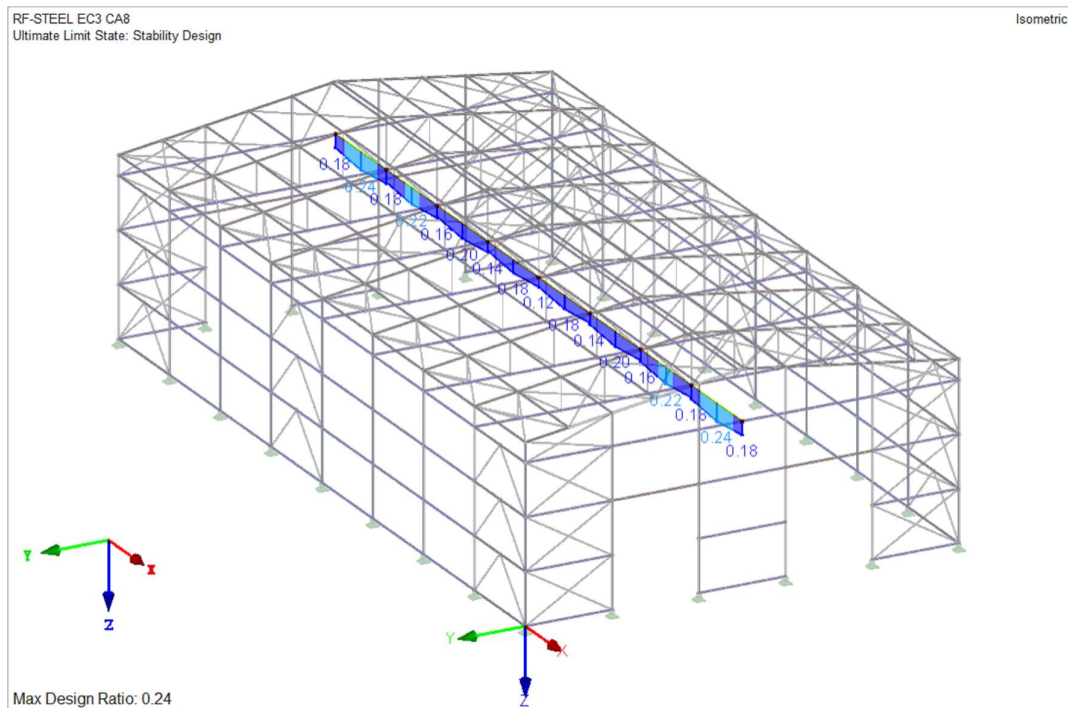 RF-STEEL EC3 CA8
Isometric
Ultimate Limit State: Stability Design
0.18
0.24
0.18
0.22
0.16
0.20
0.14
0.18
0.12
0.18
0.14
0.20
0.16
0.22
0.18
0.24
0.18
Y
X
Z
Y
X
Z
Max Design Ratio: 0.24